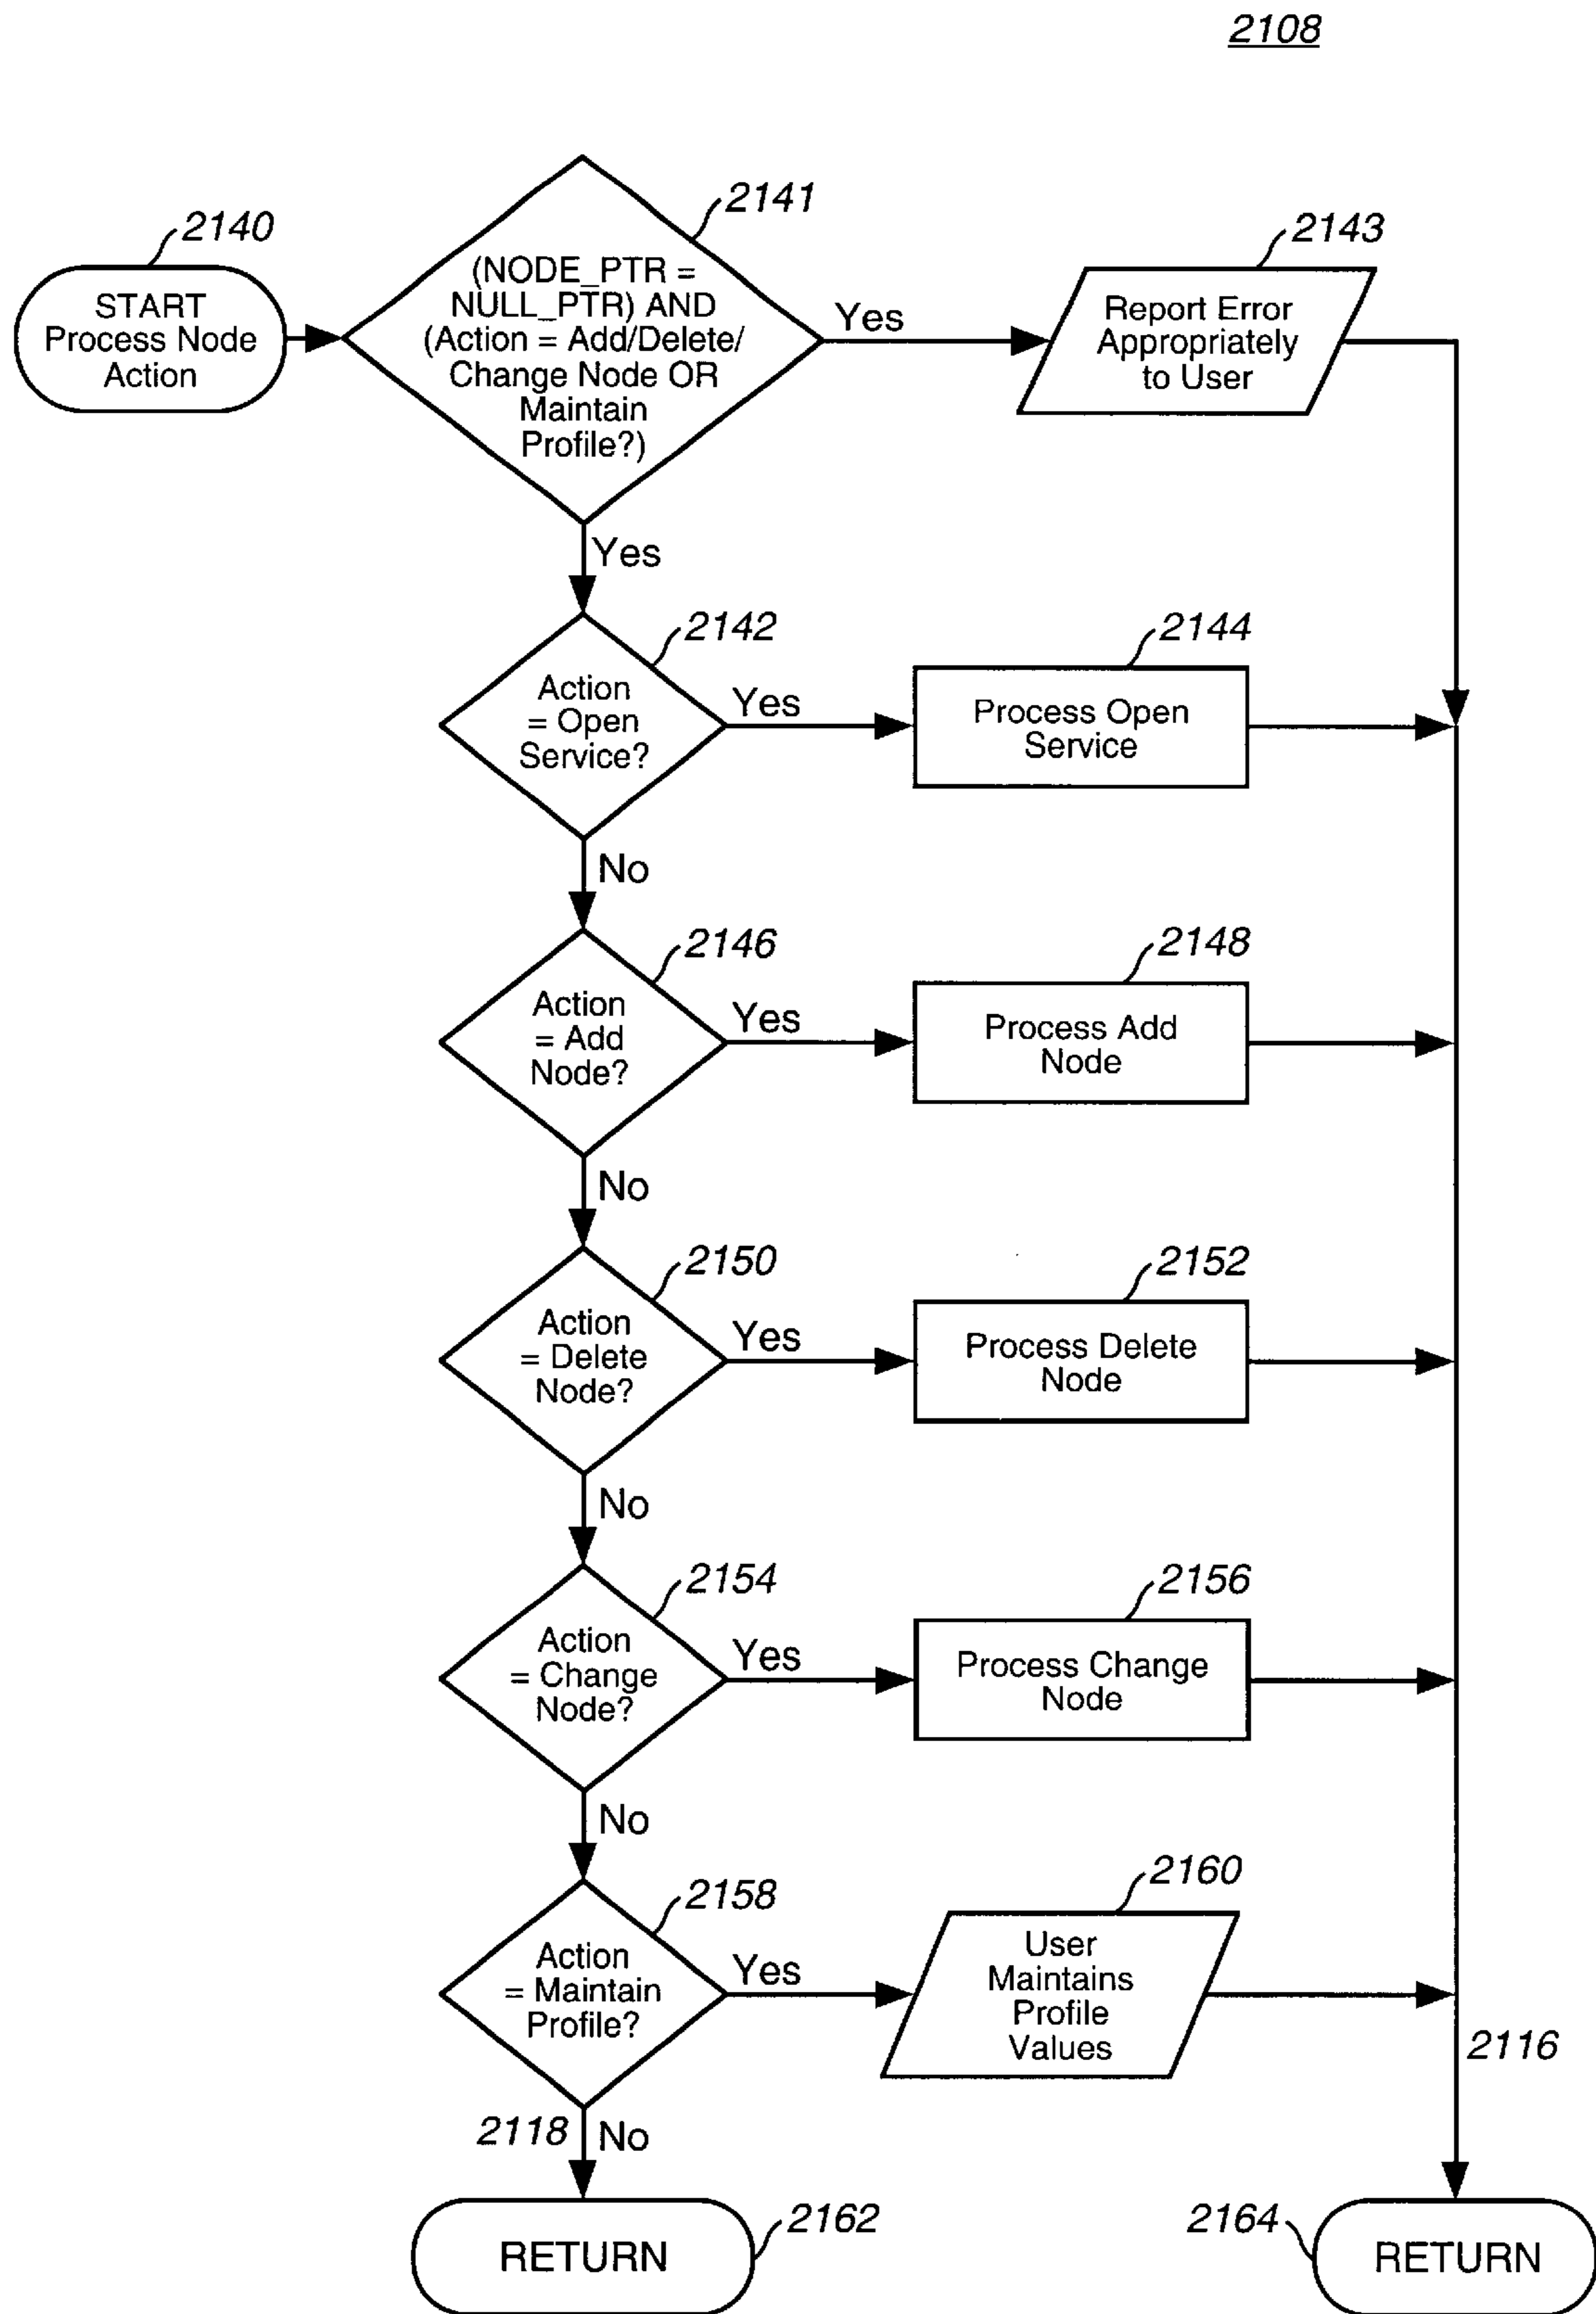 2108
2140
START
Process Node
Action
2141
(NODE_PTR =
NULL_PTR) AND
(Action = Add/Delete/
Change Node OR
Maintain
Profile?)
Yes
2143
Report Error
Appropriately
to User
Yes
2142
Action
= Open
Service?
Yes
2144
Process Open
Service
No
2146
Action
= Add
Node?
Yes
2148
Process Add
Node
No
2150
Action
= Delete
Node?
Yes
2152
Process Delete
Node
No
2154
Action
= Change
Node?
Yes
2156
Process Change
Node
No
2158
Action
= Maintain
Profile?
Yes
2160
User
Maintains
Profile
Values
2116
2118
No
RETURN
2162
2164
RETURN